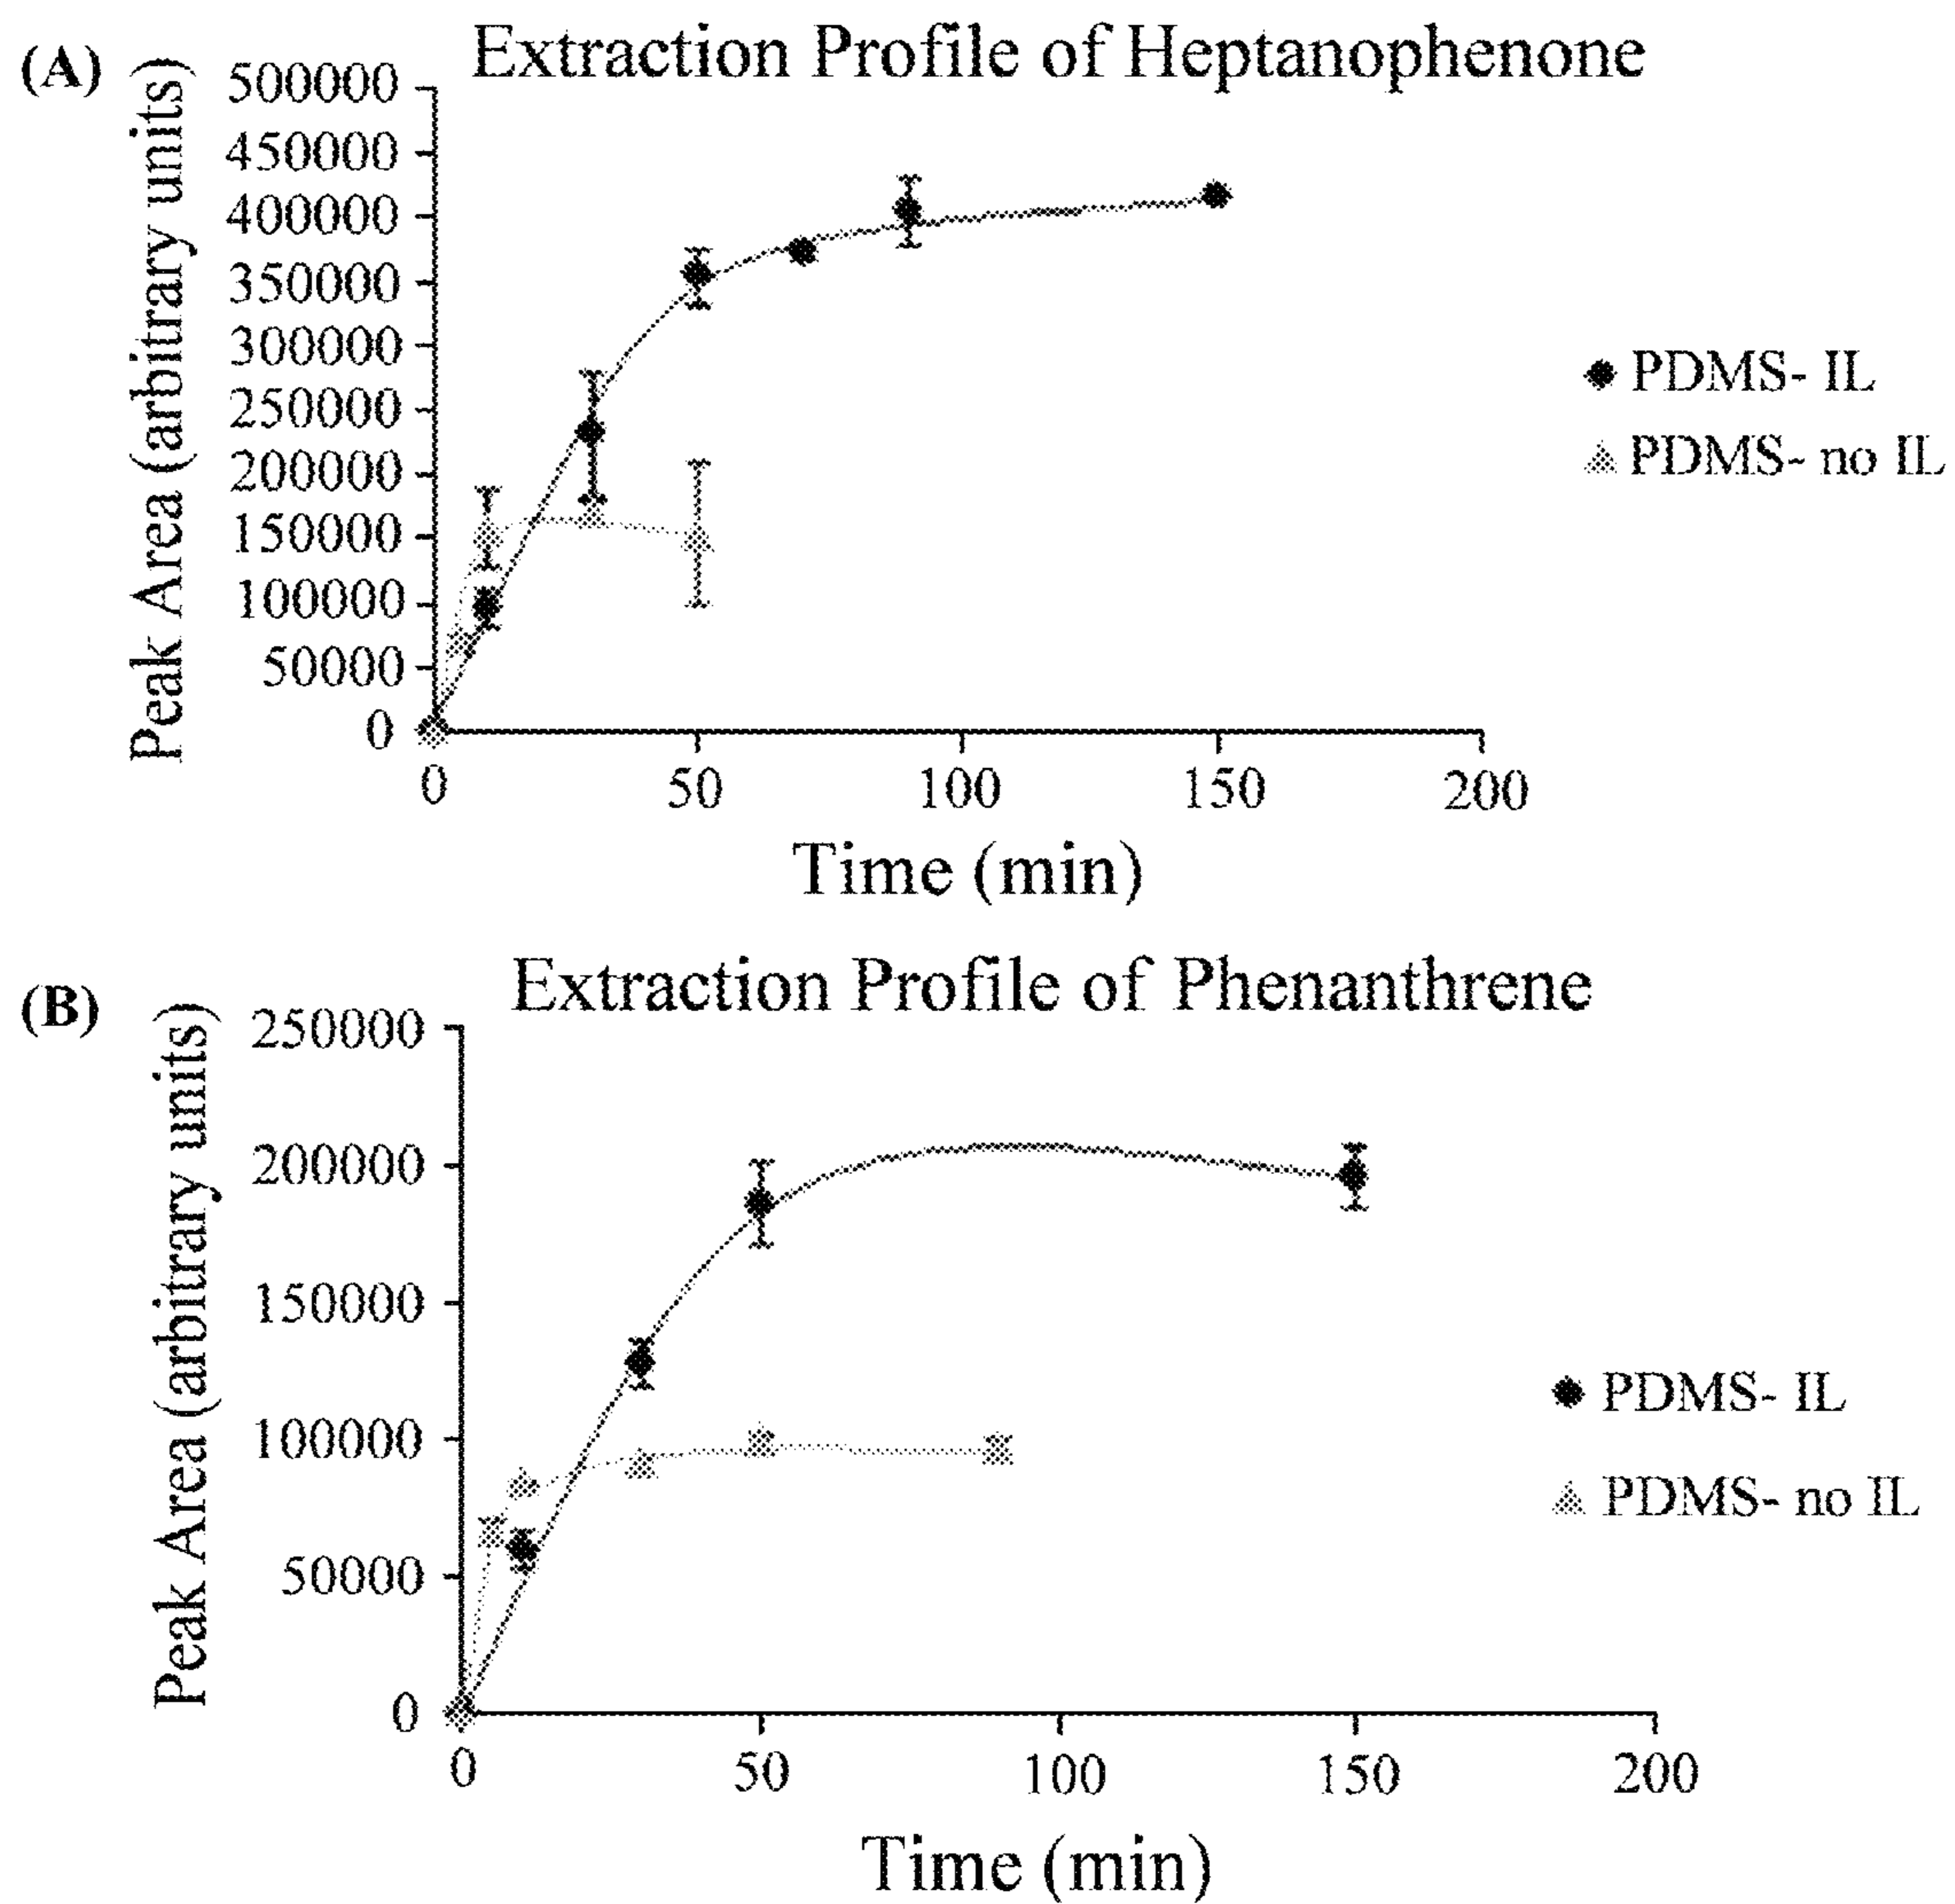 (A)
Extraction Profile of Heptanophenone
Peak Area (arbitrary units)
500000
450000
400000
350000
300000
250000
200000
150000
100000
50000
0
0 50 100 150 200
Time (min)
PDMS- IL
PDMS- no IL
(B)
Extraction Profile of Phenanthrene
Peak Area (arbitrary units)
250000
200000
150000
100000
50000
0
0 50 100 150 200
Time (min)
PDMS- IL
PDMS- no IL